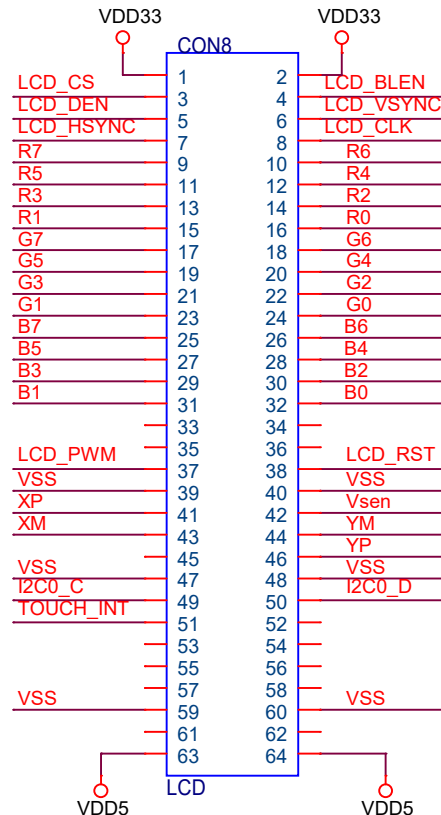 VDD33 VDD33
CON8
1 2
LCD_CS 3 4 LCD_BLEN
LCD_DEN 5 6 LCD_VSYNC
LCD_HSYNC 7 8 LCD_CLK
R7 9 10 R6
R5 11 12 R4
R3 13 14 R2
R1 15 16 R0
G7 17 18 G6
G5 19 20 G4
G3 21 22 G2
G1 23 24 G0
B7 25 26 B6
B5 27 28 B4
B3 29 30 B2
B1 31 32 B0
33 34
35 36
LCD_PWM 37 38 LCD_RST
VSS 39 40 VSS
XP 41 42 Vsen
XM 43 44 YM
45 46 YP
VSS 47 48 VSS
I2C0_C 49 50 I2C0_D
TOUCH_INT 51 52
53 54
55 56
57 58
VSS 59 60 VSS
61 62
63 64
LCD
VDD5 VDD5